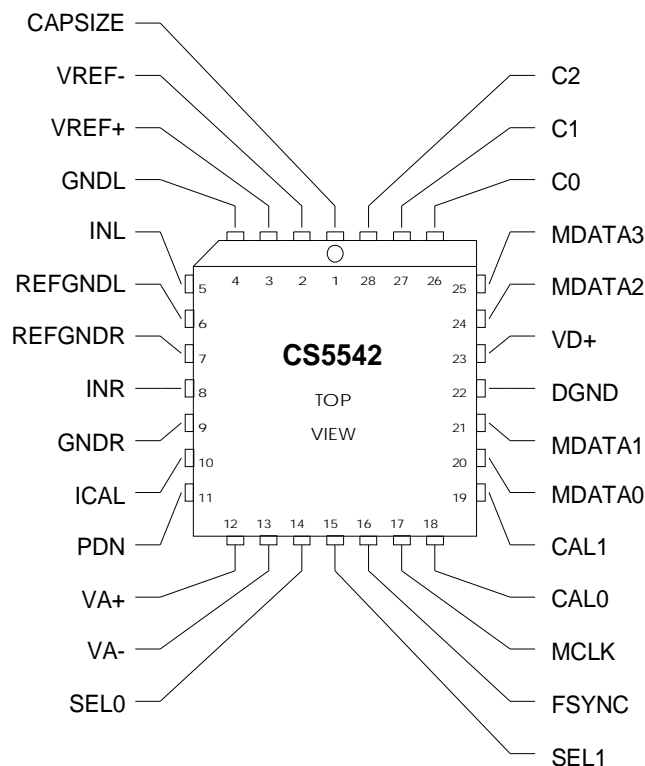 CAPSIZE
VREF-
VREF+
GNDL
INL
REFGNDL
REFGNDR
INR
GNDR
ICAL
PDN
VA+
VA-
SEL0
C2
C1
C0
MDATA3
MDATA2
VD+
DGND
MDATA1
MDATA0
CAL1
CAL0
MCLK
FSYNC
SEL1
4 3 2 1 28 27 26
5
6
7
8
9
10
11
25
24
23
22
21
20
19
CS5542
TOP
VIEW
12 13 14 15 16 17 18